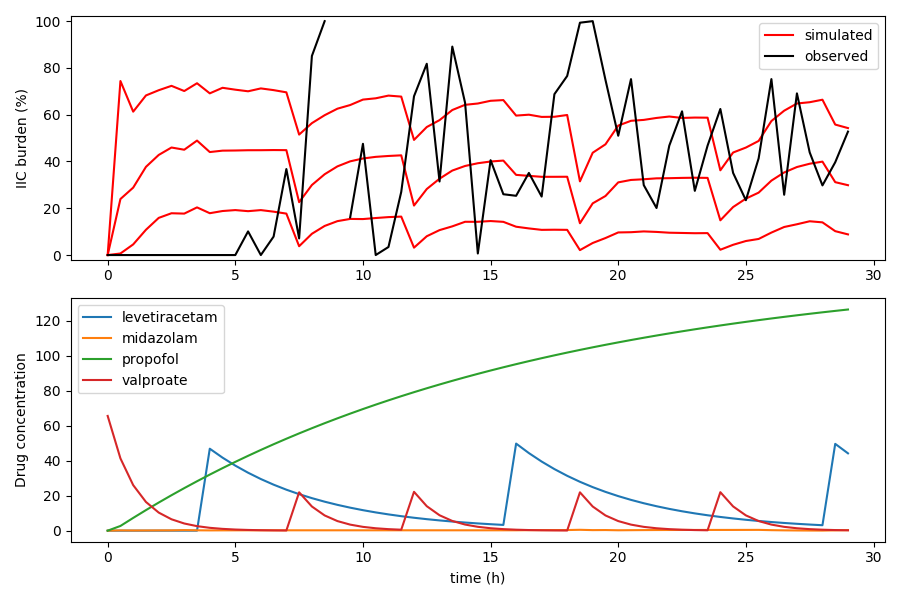 100
80
60
40
20
0
IIC burden (%)
simulated
observed
0 5 10 15 20 25 30
120
100
80
60
40
20
0
Drug concentration
levetiracetam
midazolam
propofol
valproate
0 5 10 15 20 25 30
time (h)